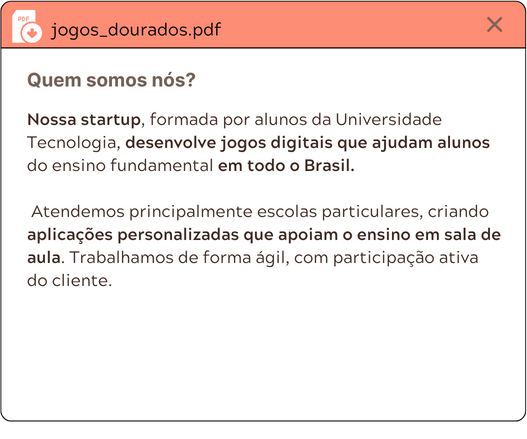 PDF
jogos_dourados.pdf
Quem somos nós?
Nossa startup, formada por alunos da Universidade
Tecnologia, desenvolve jogos digitais que ajudam alunos
do ensino fundamental em todo o Brasil.
Atendemos principalmente escolas particulares, criando
aplicações personalizadas que apoiam o ensino em sala de
aula. Trabalhamos de forma ágil, com participação ativa
do cliente.